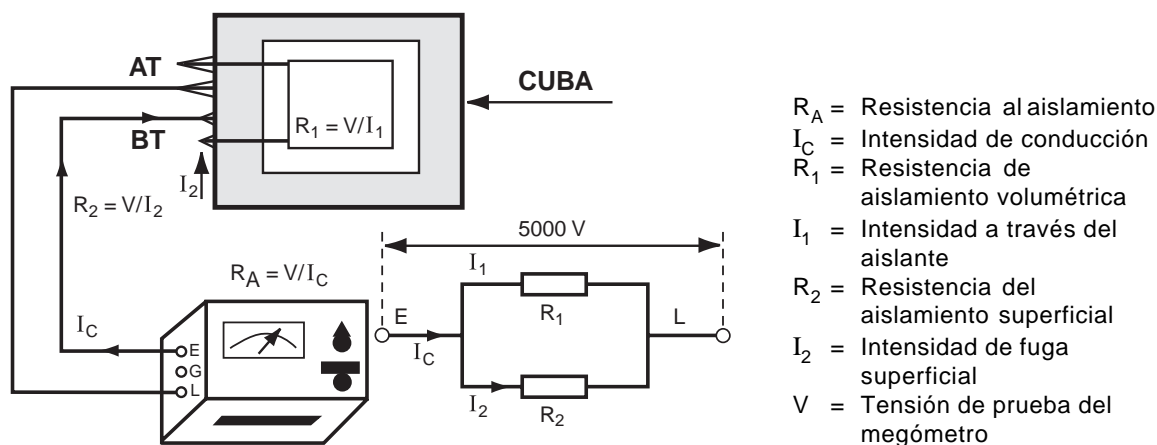 AT
CUBA
R1 = V/I1
BT
I2
R2 = V/I2
RA = V/IC
IC
E
G
L
5000 V
I1
R1
E
L
IC
I2
R2
RA = Resistencia al aislamiento
IC = Intensidad de conducción
R1 = Resistencia de
aislamiento volumétrica
I1 = Intensidad a través del
aislante
R2 = Resistencia del
aislamiento superficial
I2 = Intensidad de fuga
superficial
V = Tensión de prueba del
megómetro